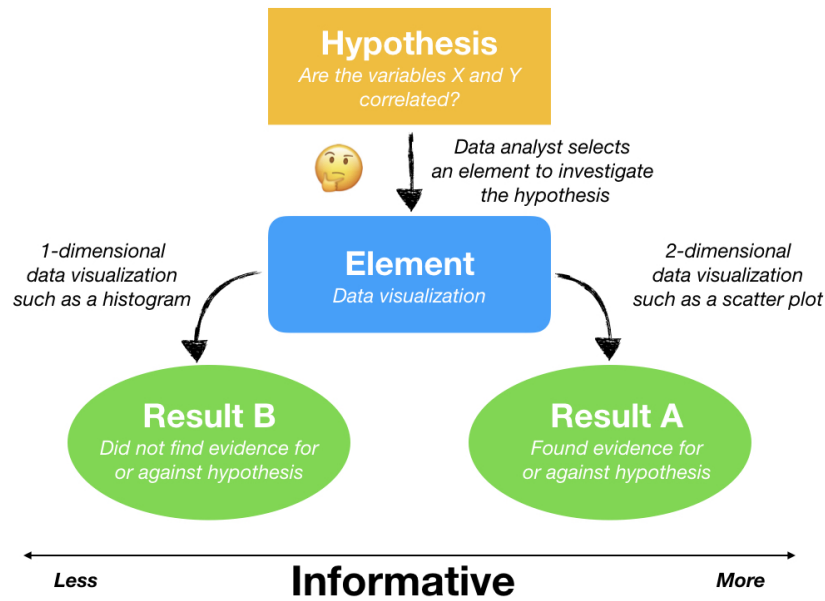 Hypothesis
Are the variables X and Y
correlated?
Data analyst selects
an element to investigate
the hypothesis
1-dimensional
data visualization
such as a histogram
Element
Data visualization
2-dimensional
data visualization
such as a scatter plot
Result B
Did not find evidence for
or against hypothesis
Result A
Found evidence for
or against hypothesis
Less
Informative
More